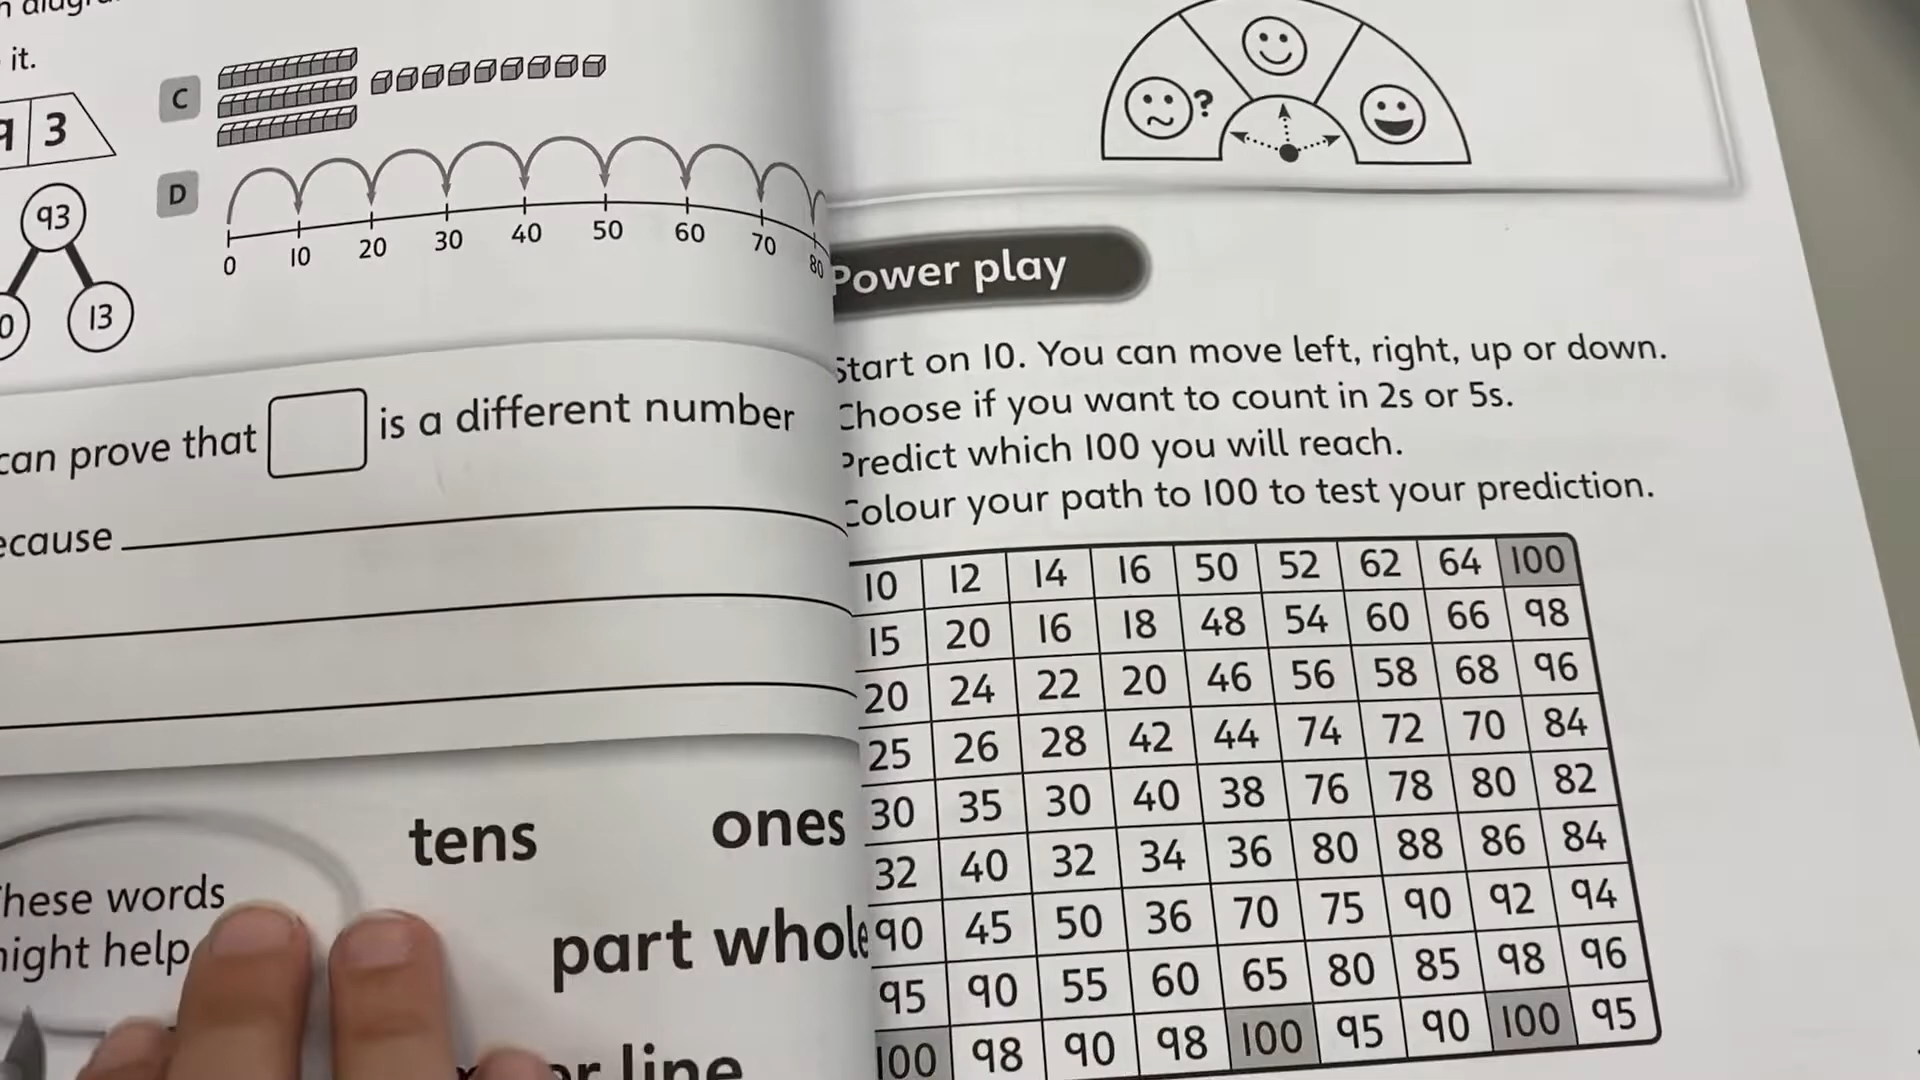 it.
C
3
D
93
13
0 10 20 30 40 50 60 70 80
can prove that is a different number
These words
might help
tens ones
part whole
line
?
Power play
Start on 10. You can move left, right, up or down.
Choose if you want to count in 2s or 5s.
Predict which 100 you will reach.
Colour your path to 100 to test your prediction.
10 12 14 16 50 52 62 64 100
15 20 16 18 48 54 60 66 98
20 24 22 20 46 56 58 68 96
25 26 28 42 44 74 72 70 84
30 35 30 40 38 76 78 80 82
32 40 32 34 36 80 88 86 84
90 45 50 36 70 75 90 92 94
95 90 55 60 65 80 85 98 96
100 98 90 98 100 95 90 100 95